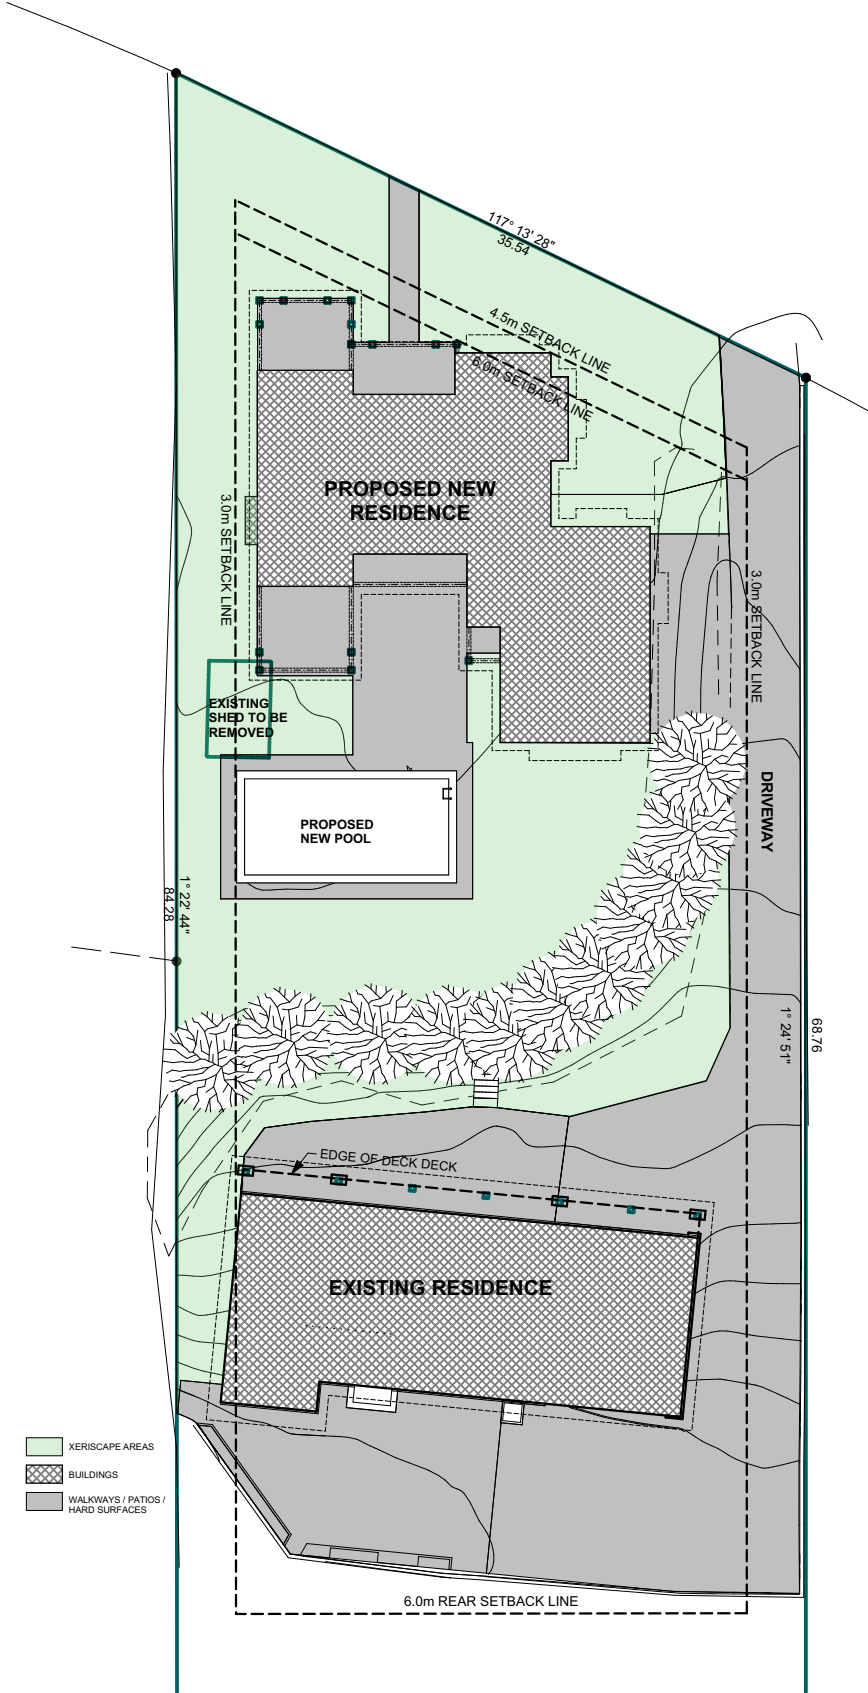 117° 13' 28"
35.54
4.5m SETBACK LINE
6.0m SETBACK LINE
PROPOSED NEW
RESIDENCE
3.0m SETBACK LINE
3.0m SETBACK LINE
EXISTING
SHED TO BE
REMOVED
DRIVEWAY
PROPOSED
NEW POOL
1° 22' 44"
84.28
68.76
1° 24' 51"
EDGE OF DECK DECK
EXISTING RESIDENCE
XERISCAPE AREAS
BUILDINGS
WALKWAYS / PATIOS /
HARD SURFACES
6.0m REAR SETBACK LINE